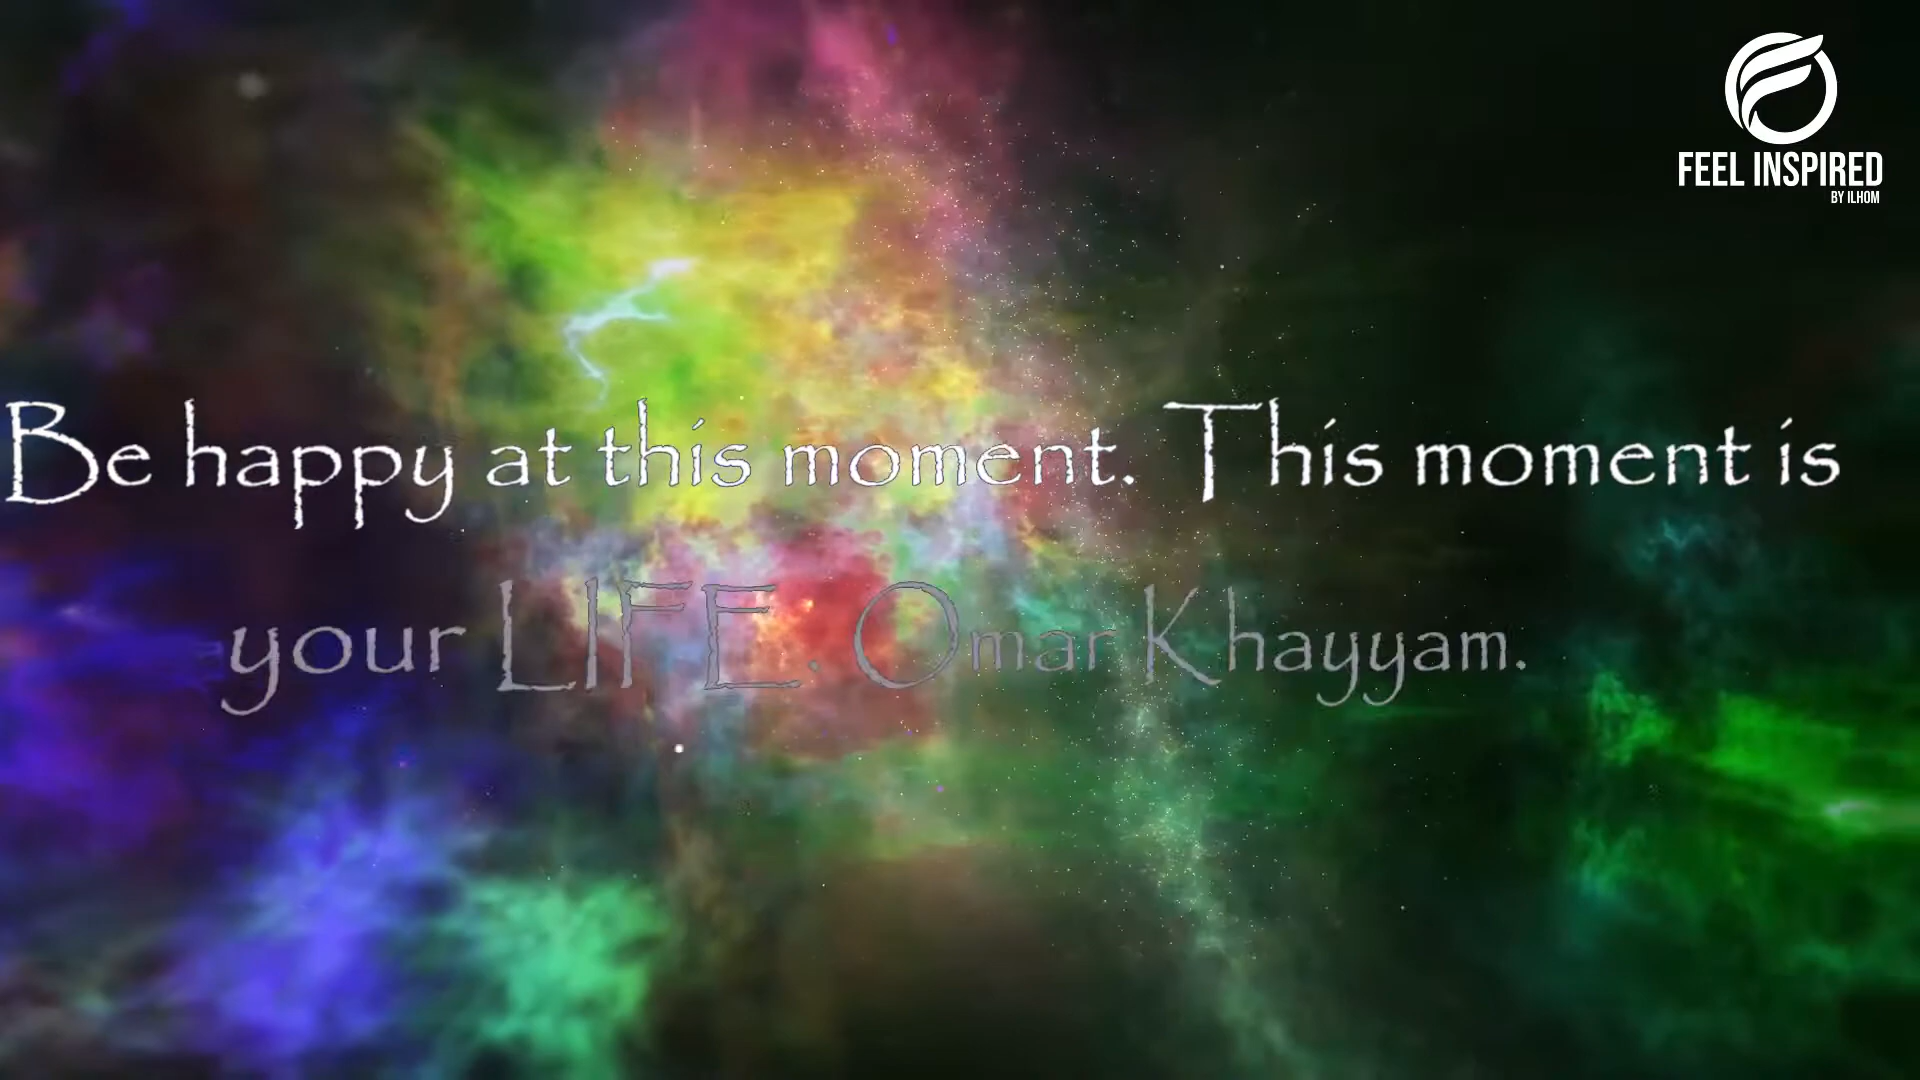 FEEL INSPIRED
BY ILHOM
Be happy at this moment. This moment is
your LIFE. Omar Khayyam.